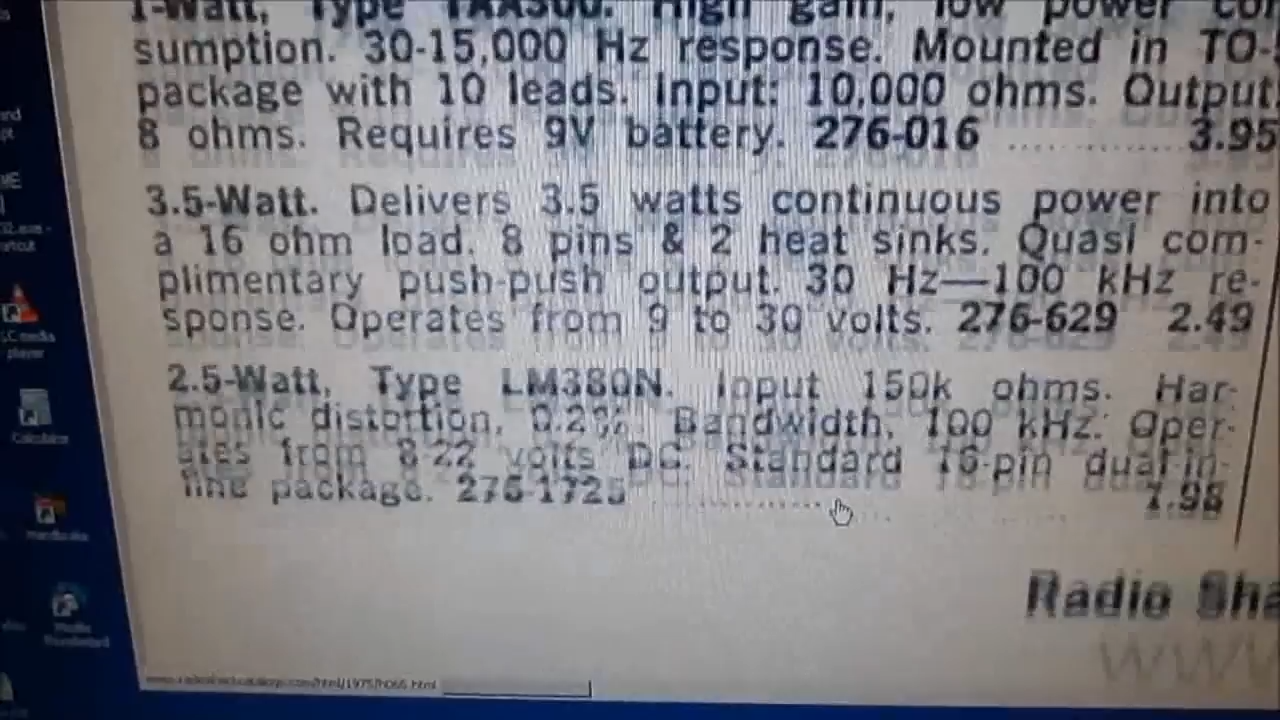 1-Watt, Type TAA300. High gain, low power con
sumption. 30-15,000 Hz response. Mounted in TO-
package with 10 leads. Input: 10,000 ohms. Output
8 ohms. Requires 9V battery. 276-016 .............. 3.95
3.5-Watt. Delivers 3.5 watts continuous power into
a 16 ohm load. 8 pins & 2 heat sinks. Quasi com-
plimentary push-push output. 30 Hz—100 kHz re-
sponse. Operates from 9 to 30 volts. 276-629 2.49
2.5-Watt, Type LM380N. Input 150k ohms. Har-
monic distortion, 0.2%. Bandwidth, 100 kHz. Oper-
ates from 8-22 volts DC. Standard 16-pin dual-in-
line package. 276-1725 .............. 1.98
Radio Sha
WWW
Calculator
player